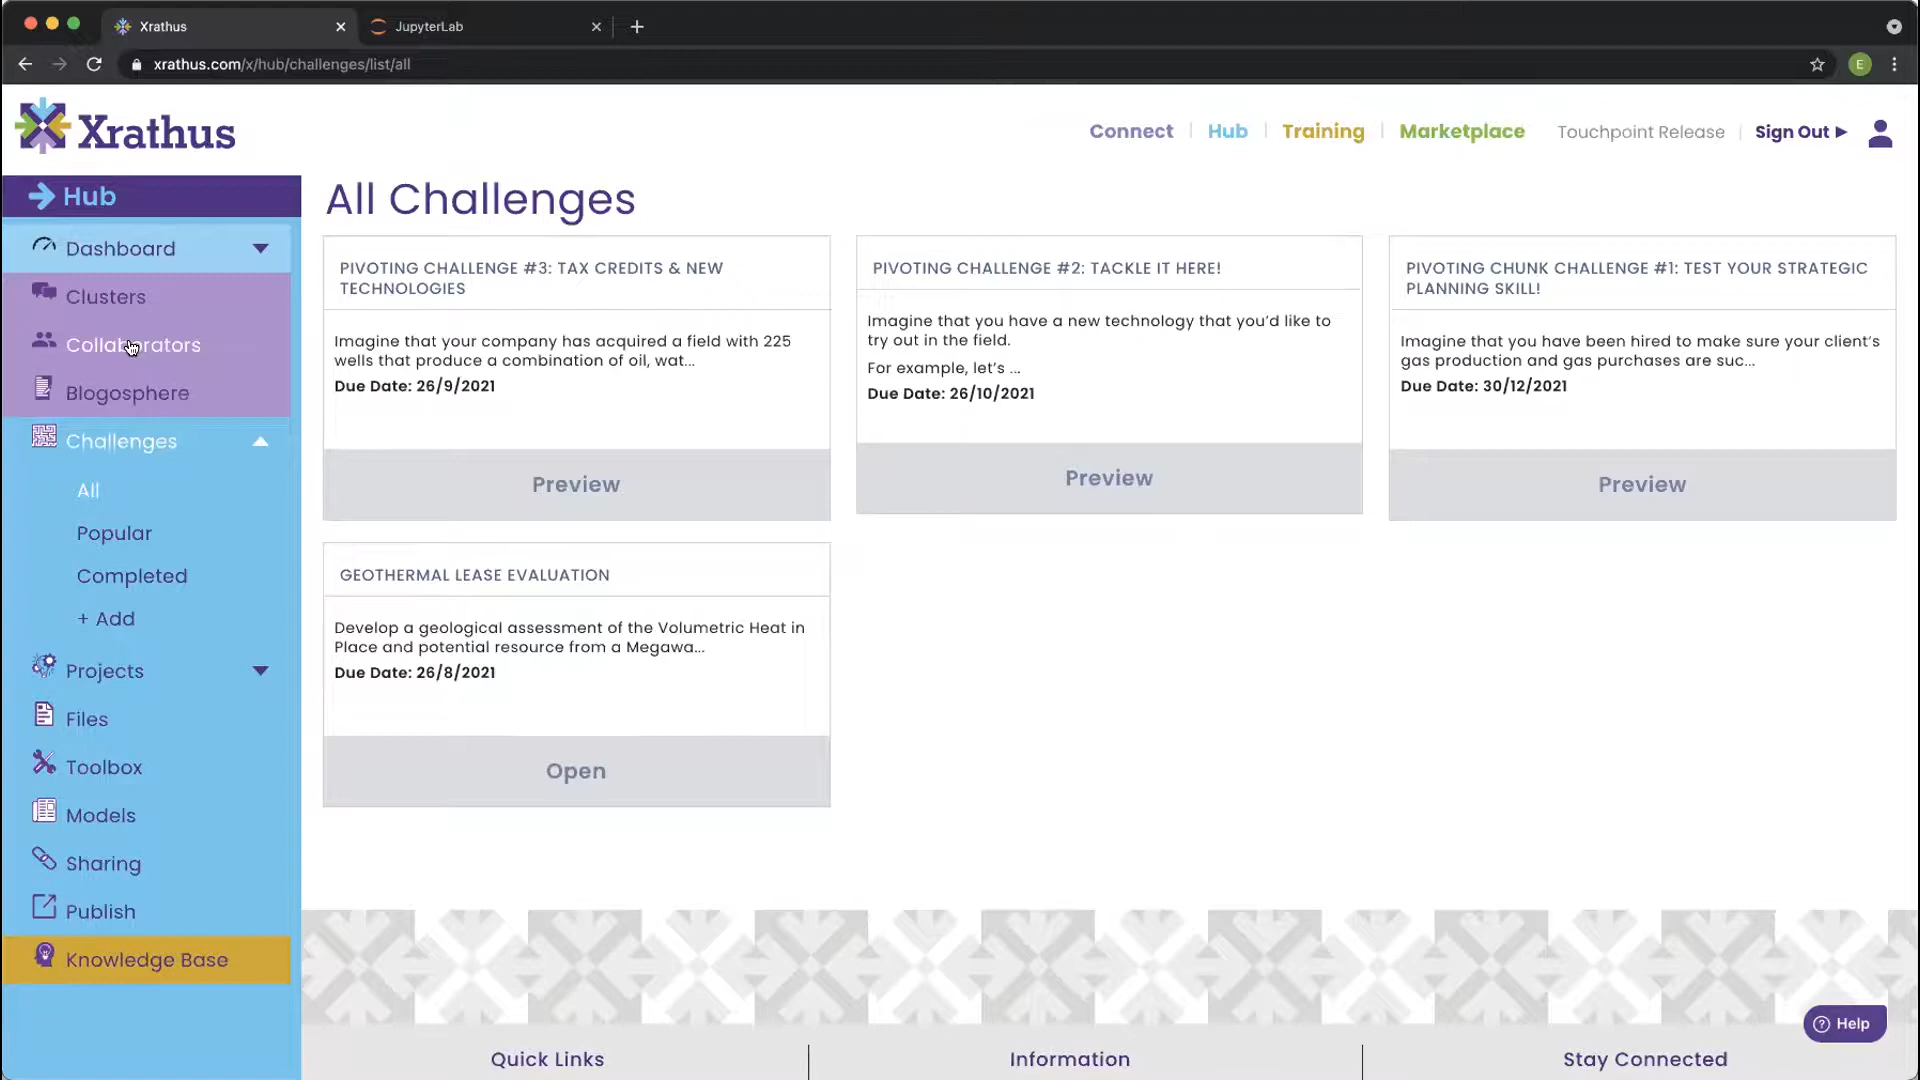 Xrathus
JupyterLab
xrathus.com/x/hub/challenges/list/all
E
Xrathus
Connect
Hub
Training
Marketplace
Touchpoint Release
Sign Out
Hub
Dashboard
Clusters
Collaborators
Blogosphere
Challenges
All
Popular
Completed
+ Add
Projects
Files
Toolbox
Models
Sharing
Publish
Knowledge Base
All Challenges
PIVOTING CHALLENGE #3: TAX CREDITS & NEW
TECHNOLOGIES
Imagine that your company has acquired a field with 225
wells that produce a combination of oil, wat...
Due Date: 26/9/2021
Preview
PIVOTING CHALLENGE #2: TACKLE IT HERE!
Imagine that you have a new technology that you'd like to
try out in the field.
For example, let's ...
Due Date: 26/10/2021
Preview
PIVOTING CHUNK CHALLENGE #1: TEST YOUR STRATEGIC
PLANNING SKILL!
Imagine that you have been hired to make sure your client's
gas production and gas purchases are suc...
Due Date: 30/12/2021
Preview
GEOTHERMAL LEASE EVALUATION
Develop a geological assessment of the Volumetric Heat in
Place and potential resource from a Megawa...
Due Date: 26/8/2021
Open
? Help
Quick Links
Information
Stay Connected